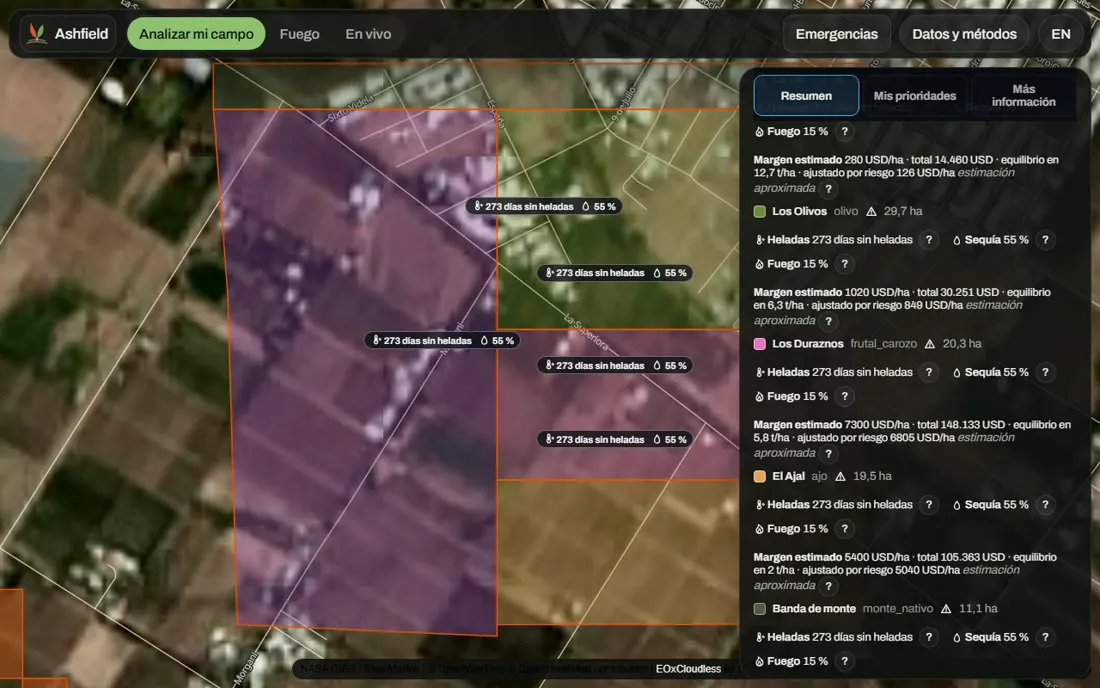 Ashfield
Analizar mi campo
Fuego
En vivo
Emergencias
Datos y métodos
EN
Sixto Videla
España
9 de Julio
273 días sin heladas 55 %
273 días sin heladas 55 %
La Superiora
273 días sin heladas 55 %
273 días sin heladas 55 %
273 días sin heladas 55 %
Morgani
EOxCloudless
Resumen
Mis prioridades
Más
información
Fuego 15 % ?
Margen estimado 280 USD/ha · total 14.460 USD · equilibrio en
12,7 t/ha · ajustado por riesgo 126 USD/ha estimación
aproximada ?
Los Olivos olivo 29,7 ha
Heladas 273 días sin heladas ? Sequía 55 % ?
Fuego 15 % ?
Margen estimado 1020 USD/ha · total 30.251 USD · equilibrio
en 6,3 t/ha · ajustado por riesgo 849 USD/ha estimación
aproximada ?
Los Duraznos frutal_carozo 20,3 ha
Heladas 273 días sin heladas ? Sequía 55 % ?
Fuego 15 % ?
Margen estimado 7300 USD/ha · total 148.133 USD · equilibrio en
5,8 t/ha · ajustado por riesgo 6805 USD/ha estimación
aproximada ?
El Ajal ajo 19,5 ha
Heladas 273 días sin heladas ? Sequía 55 % ?
Fuego 15 % ?
Margen estimado 5400 USD/ha · total 105.363 USD · equilibrio
en 2 t/ha · ajustado por riesgo 5040 USD/ha estimación
aproximada ?
Banda de monte monte_nativo 11,1 ha
Heladas 273 días sin heladas ? Sequía 55 % ?
Fuego 15 % ?